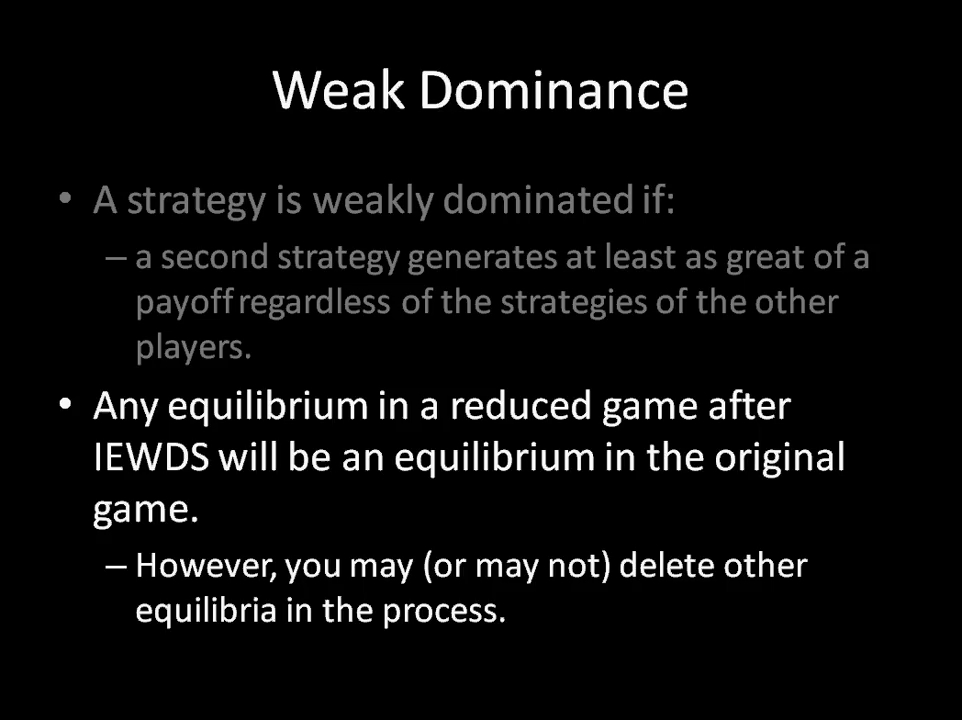 Weak Dominance
• A strategy is weakly dominated if:
– a second strategy generates at least as great of a
payoff regardless of the strategies of the other
players.
• Any equilibrium in a reduced game after
IEWDS will be an equilibrium in the original
game.
– However, you may (or may not) delete other
equilibria in the process.